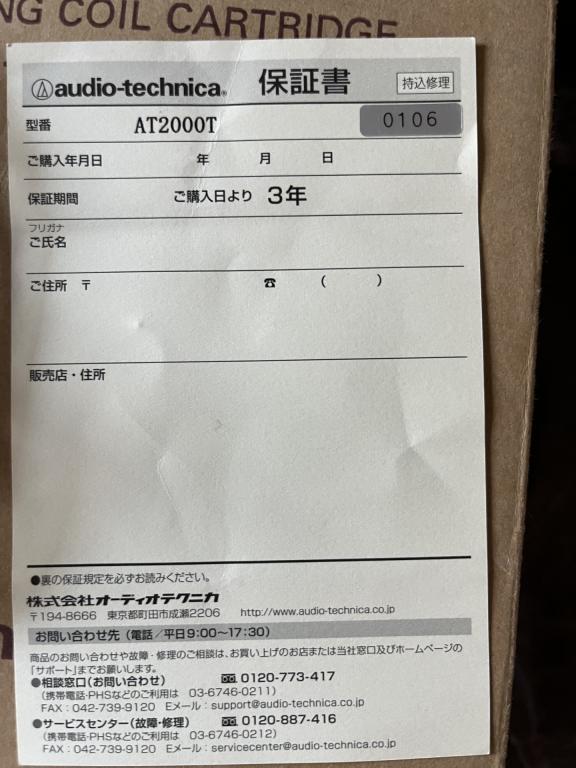 NG COIL CARTRIDGE
audio-technica® 保証書 持込修理
型番 AT2000T 0106
ご購入年月日 年 月 日
保証期間 ご購入日より 3年
フリガナ
ご氏名
ご住所 〒 ☎ ( )
販売店・住所
●裏の保証規定を必ずお読みください。
株式会社オーディオテクニカ
〒194-8666 東京都町田市成瀬2206 http://www.audio-technica.co.jp
お問い合わせ先(電話/平日9:00〜17:30)
商品のお問い合わせや故障・修理のご相談は、お買い上げのお店または当社窓口及びホームページの
「サポート」までお願いします。
●相談窓口(お問い合わせ) 0120-773-417
(携帯電話・PHSなどのご利用は 03-6746-0211)
FAX:042-739-9120 Eメール:support@audio-technica.co.jp
●サービスセンター(故障・修理) 0120-887-416
(携帯電話・PHSなどのご利用は 03-6746-0212)
FAX:042-739-9120 Eメール:servicecenter@audio-technica.co.jp